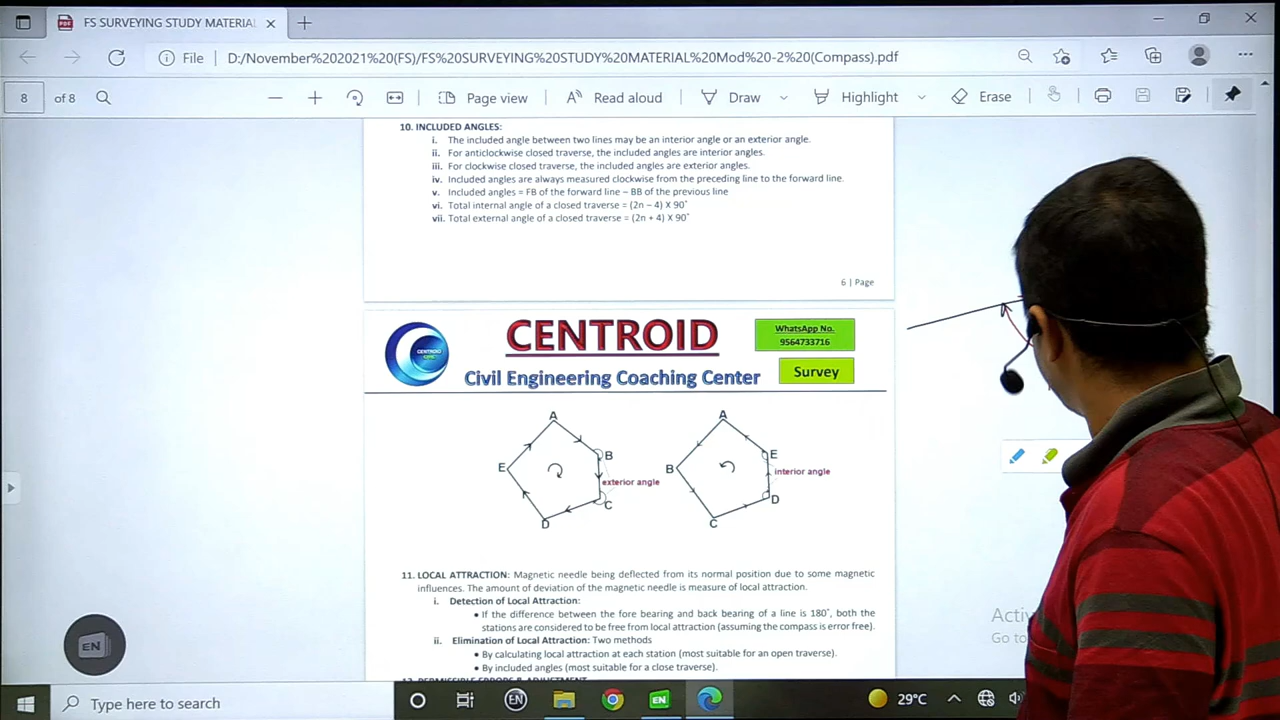 FS SURVEYING STUDY MATERIAL
File D:/November%202021%20(FS)/FS%20SURVEYING%20STUDY%20MATERIAL%20Mod%20-2%20(Compass).pdf
8 of 8 Page view Read aloud Draw Highlight Erase
10. INCLUDED ANGLES:
i. The included angle between two lines may be an interior angle or an exterior angle.
ii. For anticlockwise closed traverse, the included angles are interior angles.
iii. For clockwise closed traverse, the included angles are exterior angles.
iv. Included angles are always measured clockwise from the preceding line to the forward line.
v. Included angles = FB of the forward line – BB of the previous line
vi. Total internal angle of a closed traverse = (2n – 4) X 90˚
vii. Total external angle of a closed traverse = (2n + 4) X 90˚
6 | Page
CENTROID
CENTROID
Civil Engineering Coaching Center
WhatsApp No.
9564733716
Survey
A
B
exterior angle
C
D
E
A
E
B
interior angle
D
C
11. LOCAL ATTRACTION: Magnetic needle being deflected from its normal position due to some magnetic
influences. The amount of deviation of the magnetic needle is measure of local attraction.
i. Detection of Local Attraction:
• If the difference between the fore bearing and back bearing of a line is 180˚, both the
stations are considered to be free from local attraction (assuming the compass is error free).
ii. Elimination of Local Attraction: Two methods
• By calculating local attraction at each station (most suitable for an open traverse).
• By included angles (most suitable for a close traverse).
Activ
Go to
EN
Type here to search
EN
EN
29°C